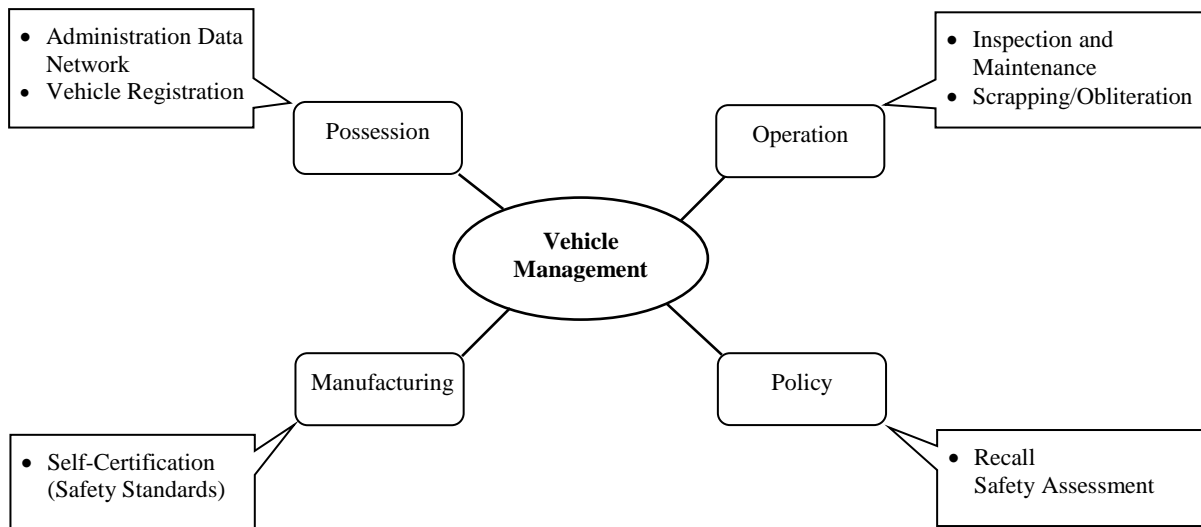 • Administration Data
Network
• Vehicle Registration
Possession
• Inspection and
Maintenance
• Scrapping/Obliteration
Operation
Vehicle
Management
Manufacturing
• Self-Certification
(Safety Standards)
Policy
• Recall
Safety Assessment